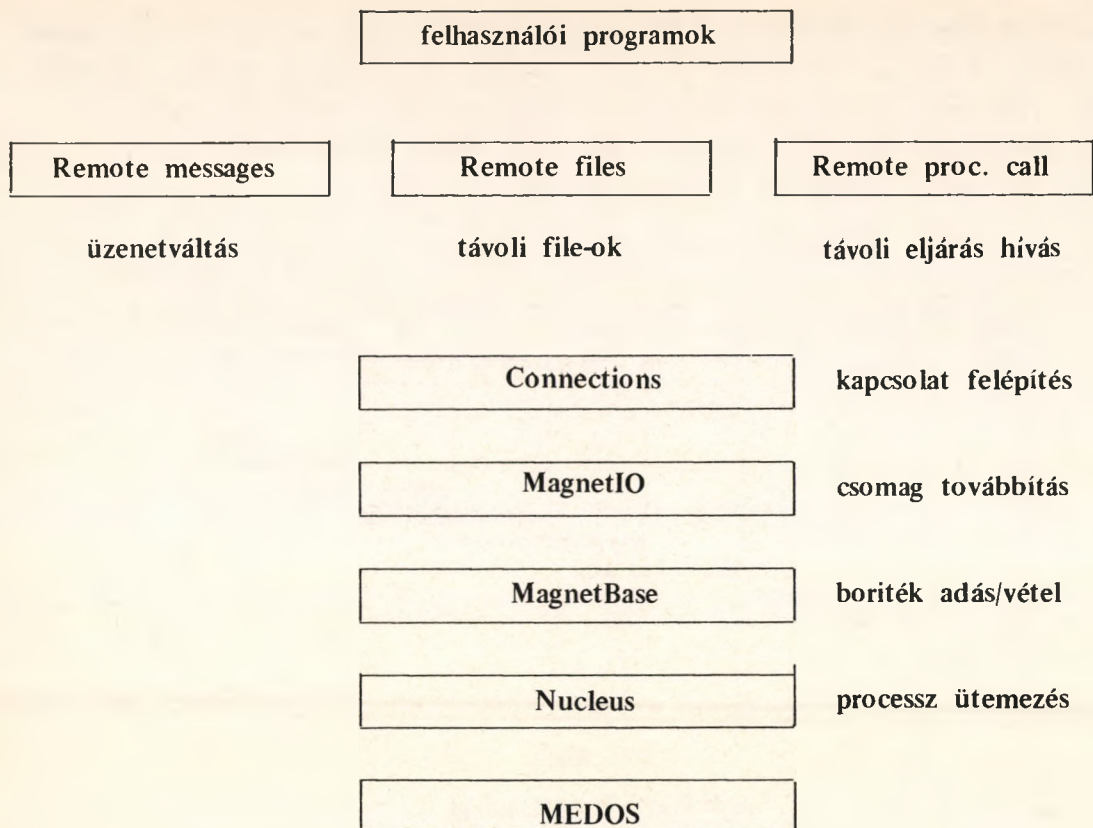 felhasználói programok
Remote messages
Remote files
Remote proc. call
üzenetváltás
távoli file-ok
távoli eljárás hívás
Connections
kapcsolat felépítés
MagnetIO
csomag továbbítás
MagnetBase
boriték adás/vétel
Nucleus
processz ütemezés
MEDOS